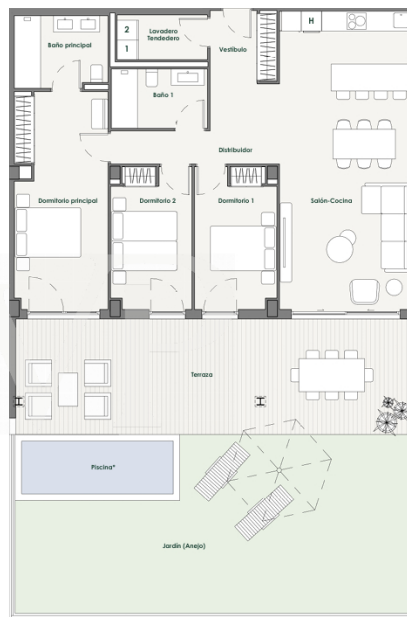 Baño principal
2
1
Lavadero
Tendedero
Vestíbulo
H
Baño 1
Distribuidor
Dormitorio principal
Dormitorio 2
Dormitorio 1
Salón-Cocina
Terraza
Piscina*
Jardín (Anejo)